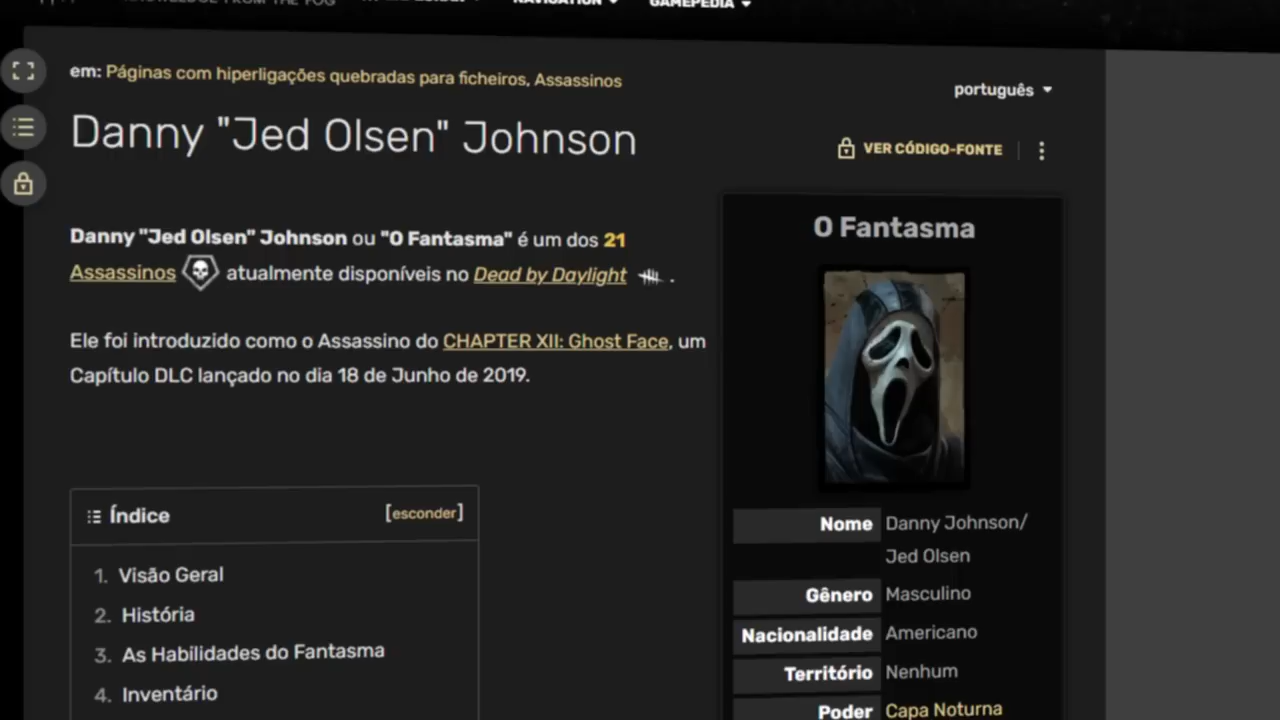 KNOWLEDGE FROM THE FOG
NAVIGATION
GAMEPEDIA
em: Páginas com hiperligações quebradas para ficheiros, Assassinos
português
Danny "Jed Olsen" Johnson
VER CÓDIGO-FONTE
Danny "Jed Olsen" Johnson ou "O Fantasma" é um dos 21
Assassinos atualmente disponíveis no Dead by Daylight .
Ele foi introduzido como o Assassino do CHAPTER XII: Ghost Face, um
Capítulo DLC lançado no dia 18 de Junho de 2019.
Índice [esconder]
1. Visão Geral
2. História
3. As Habilidades do Fantasma
4. Inventário
O Fantasma
Nome Danny Johnson/
Jed Olsen
Gênero Masculino
Nacionalidade Americano
Território Nenhum
Poder Capa Noturna